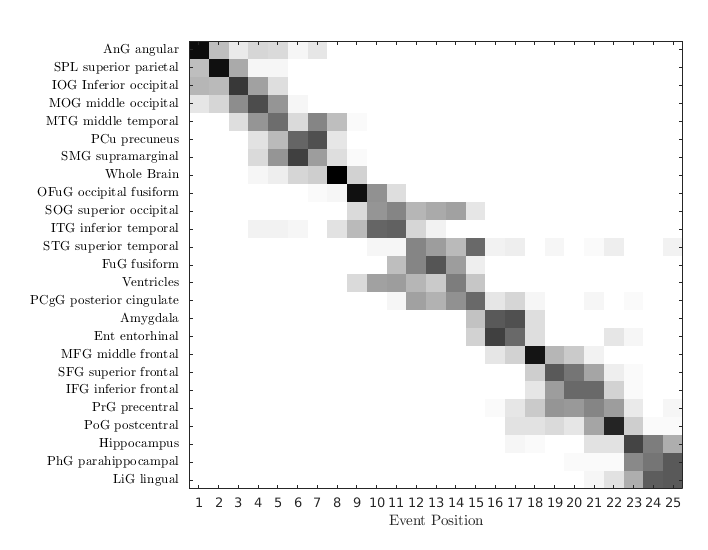 AnG angular
SPL superior parietal
IOG Inferior occipital
MOG middle occipital
MTG middle temporal
PCu precuneus
SMG supramarginal
Whole Brain
OFuG occipital fusiform
SOG superior occipital
ITG inferior temporal
STG superior temporal
FuG fusiform
Ventricles
PCgG posterior cingulate
Amygdala
Ent entorhinal
MFG middle frontal
SFG superior frontal
IFG inferior frontal
PrG precentral
PoG postcentral
Hippocampus
PhG parahippocampal
LiG lingual
1 2 3 4 5 6 7 8 9 10 11 12 13 14 15 16 17 18 19 20 21 22 23 24 25
Event Position